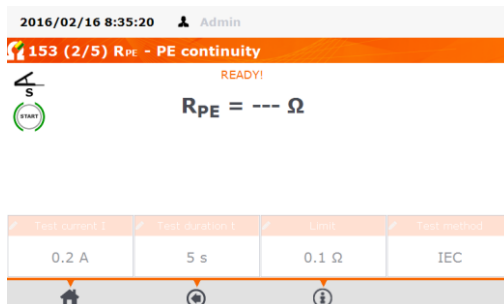 2016/02/16 8:35:20 Admin
153 (2/5) RPE - PE continuity
READY!
S
START
RPE = --- Ω
Test current I Test duration t Limit Test method
0.2 A 5 s 0.1 Ω IEC